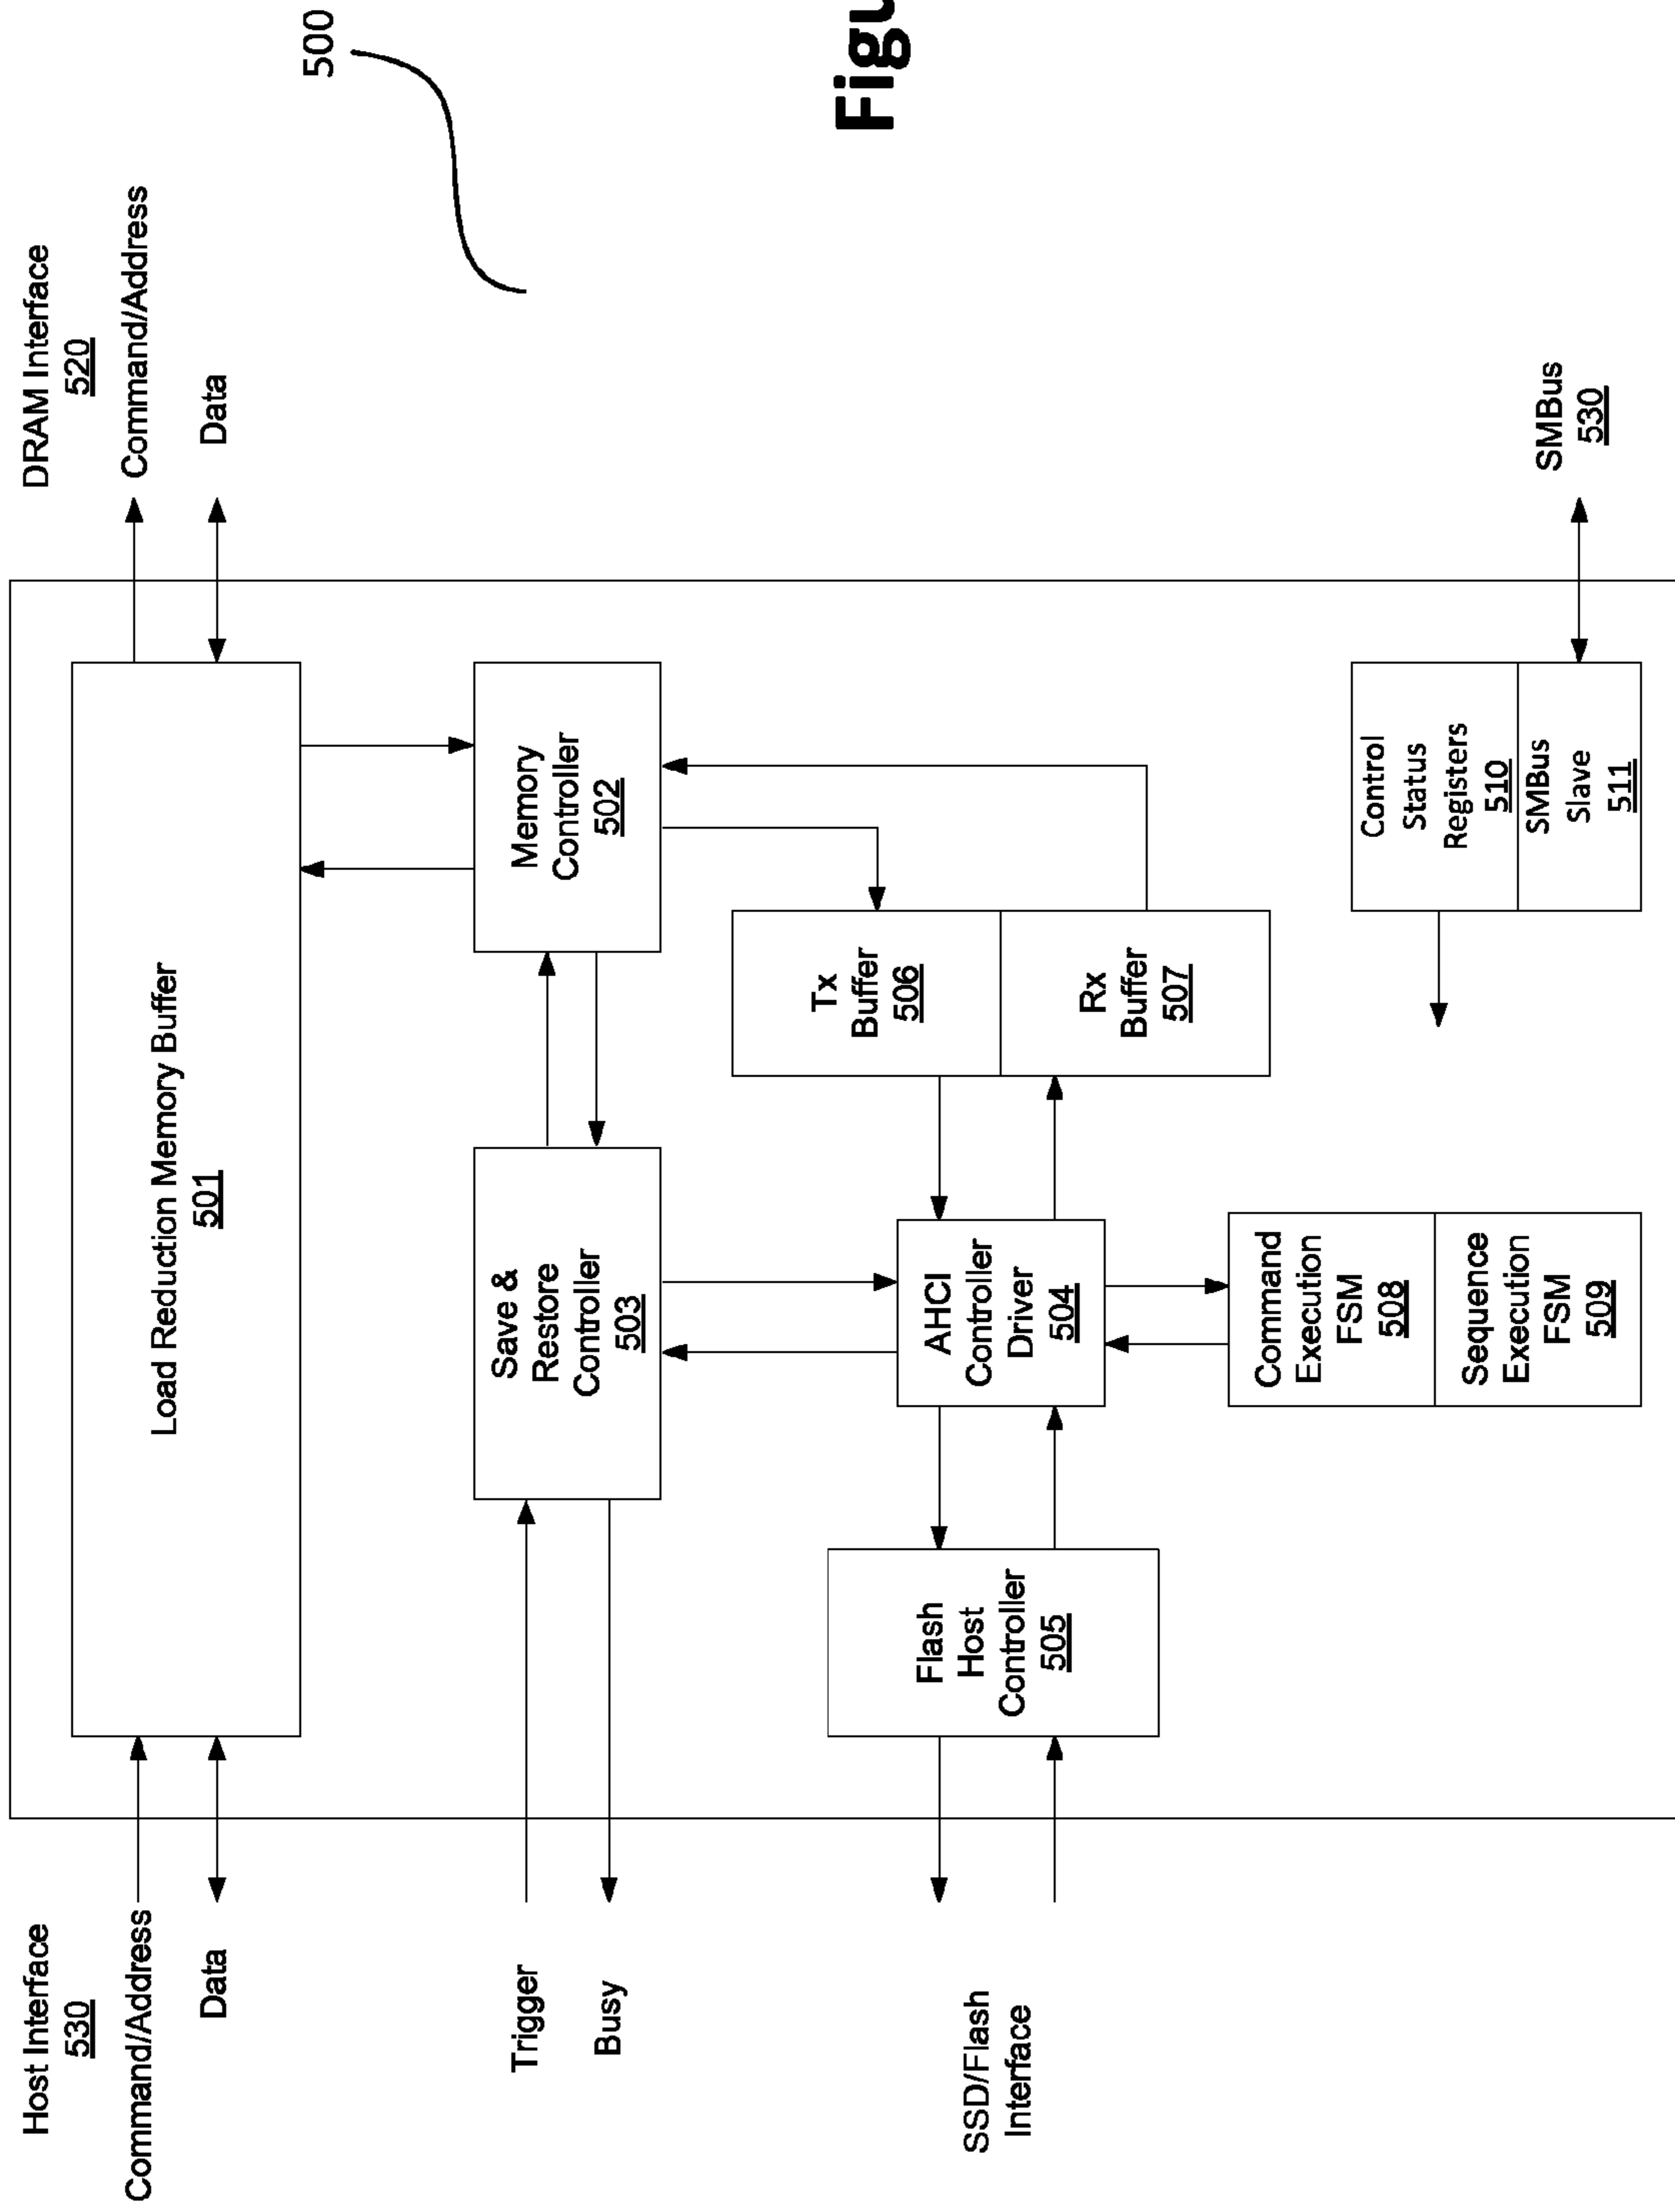 Host Interface
530
Command/Address
Data
DRAM Interface
520
Command/Address
Data
500
Load Reduction Memory Buffer
501
Trigger
Busy
Save &
Restore
Controller
503
Memory
Controller
502
SSD/Flash
Interface
Flash
Host
Controller
505
AHCI
Controller
Driver
504
Tx
Buffer
506
Rx
Buffer
507
Command
Execution
FSM
508
Sequence
Execution
FSM
509
Control
Status
Registers
510
SMBus
Slave
511
SMBus
530